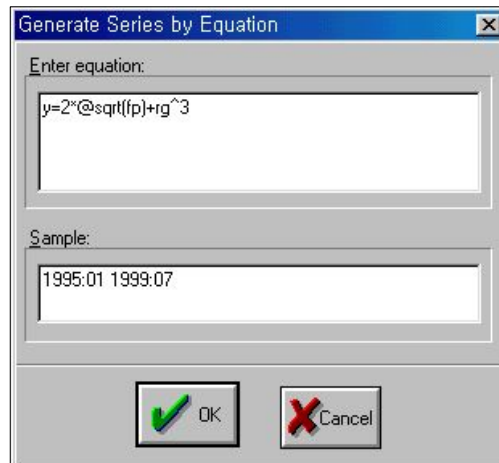 Generate Series by Equation
Enter equation:
y=2*@sqrt(fp)+rg^3
Sample:
1995:01 1999:07
OK
Cancel